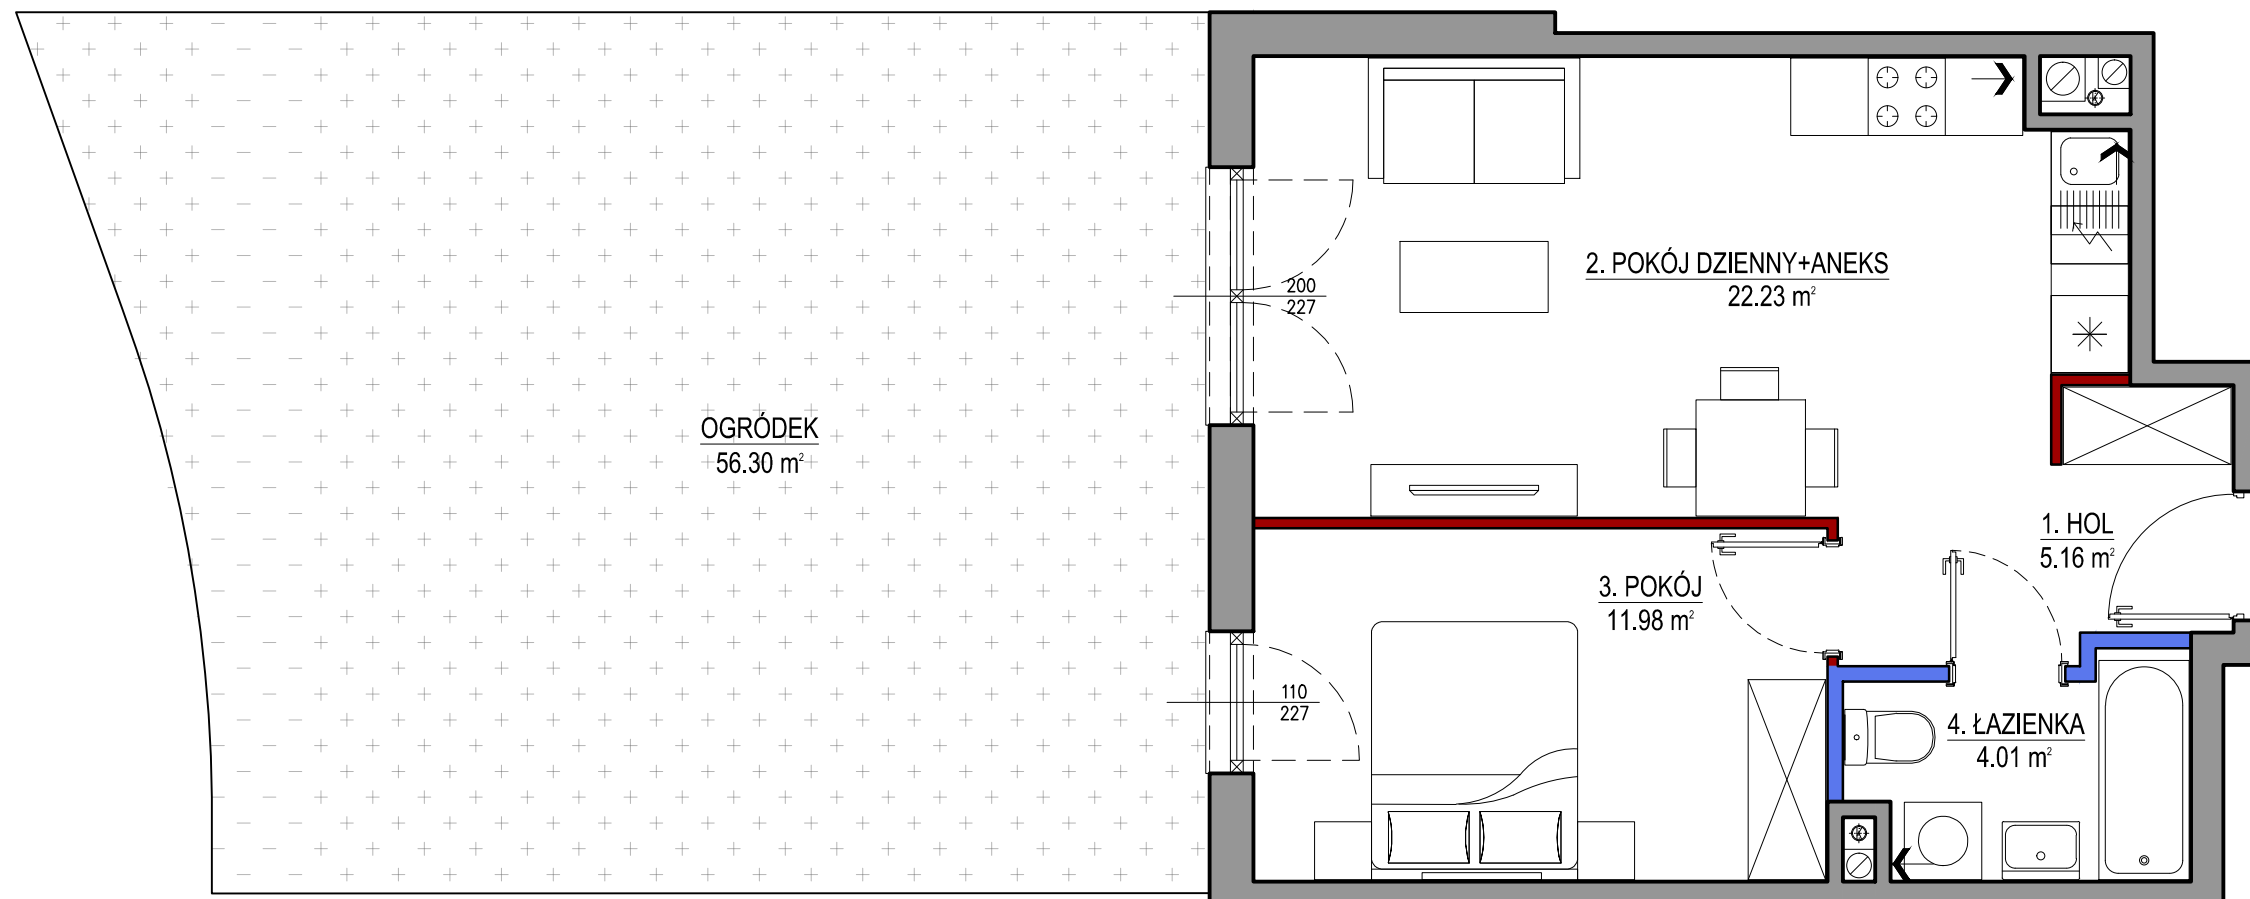 2. POKÓJ DZIENNY+ANEKS
22.23 m²
200
227
OGRÓDEK
56.30 m²
1. HOL
5.16 m²
3. POKÓJ
11.98 m²
110
227
4. ŁAZIENKA
4.01 m²
K
K